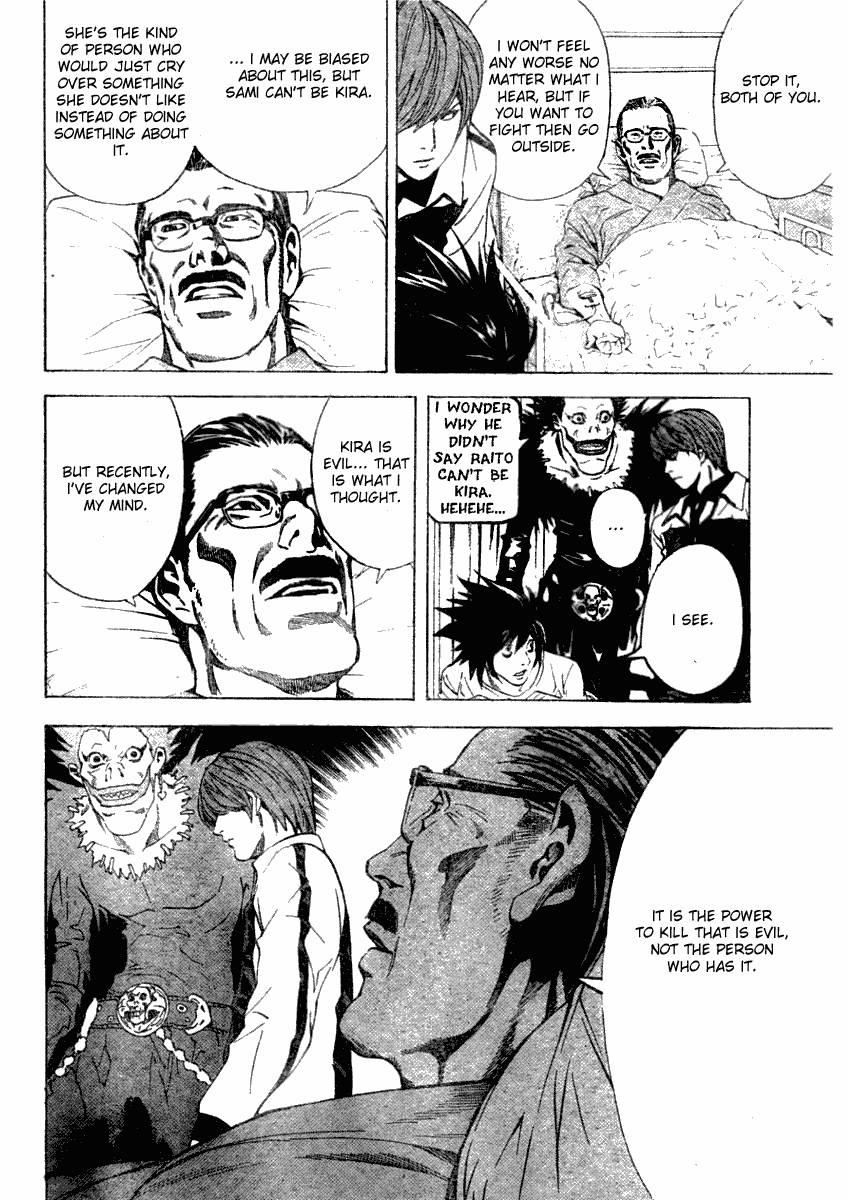 STOP IT,
BOTH OF YOU.
I WON'T FEEL
ANY WORSE NO
MATTER WHAT I
HEAR, BUT IF
YOU WANT TO
FIGHT THEN GO
OUTSIDE.
... I MAY BE BIASED
ABOUT THIS, BUT
SAMI CAN'T BE KIRA.
SHE'S THE KIND
OF PERSON WHO
WOULD JUST CRY
OVER SOMETHING
SHE DOESN'T LIKE
INSTEAD OF DOING
SOMETHING ABOUT
IT.
I WONDER
WHY HE
DIDN'T
SAY RAITO
CAN'T BE
KIRA.
HEHEHE...
...
I SEE.
KIRA IS
EVIL... THAT
IS WHAT I
THOUGHT.
BUT RECENTLY,
I'VE CHANGED
MY MIND.
IT IS THE POWER
TO KILL THAT IS EVIL,
NOT THE PERSON
WHO HAS IT.